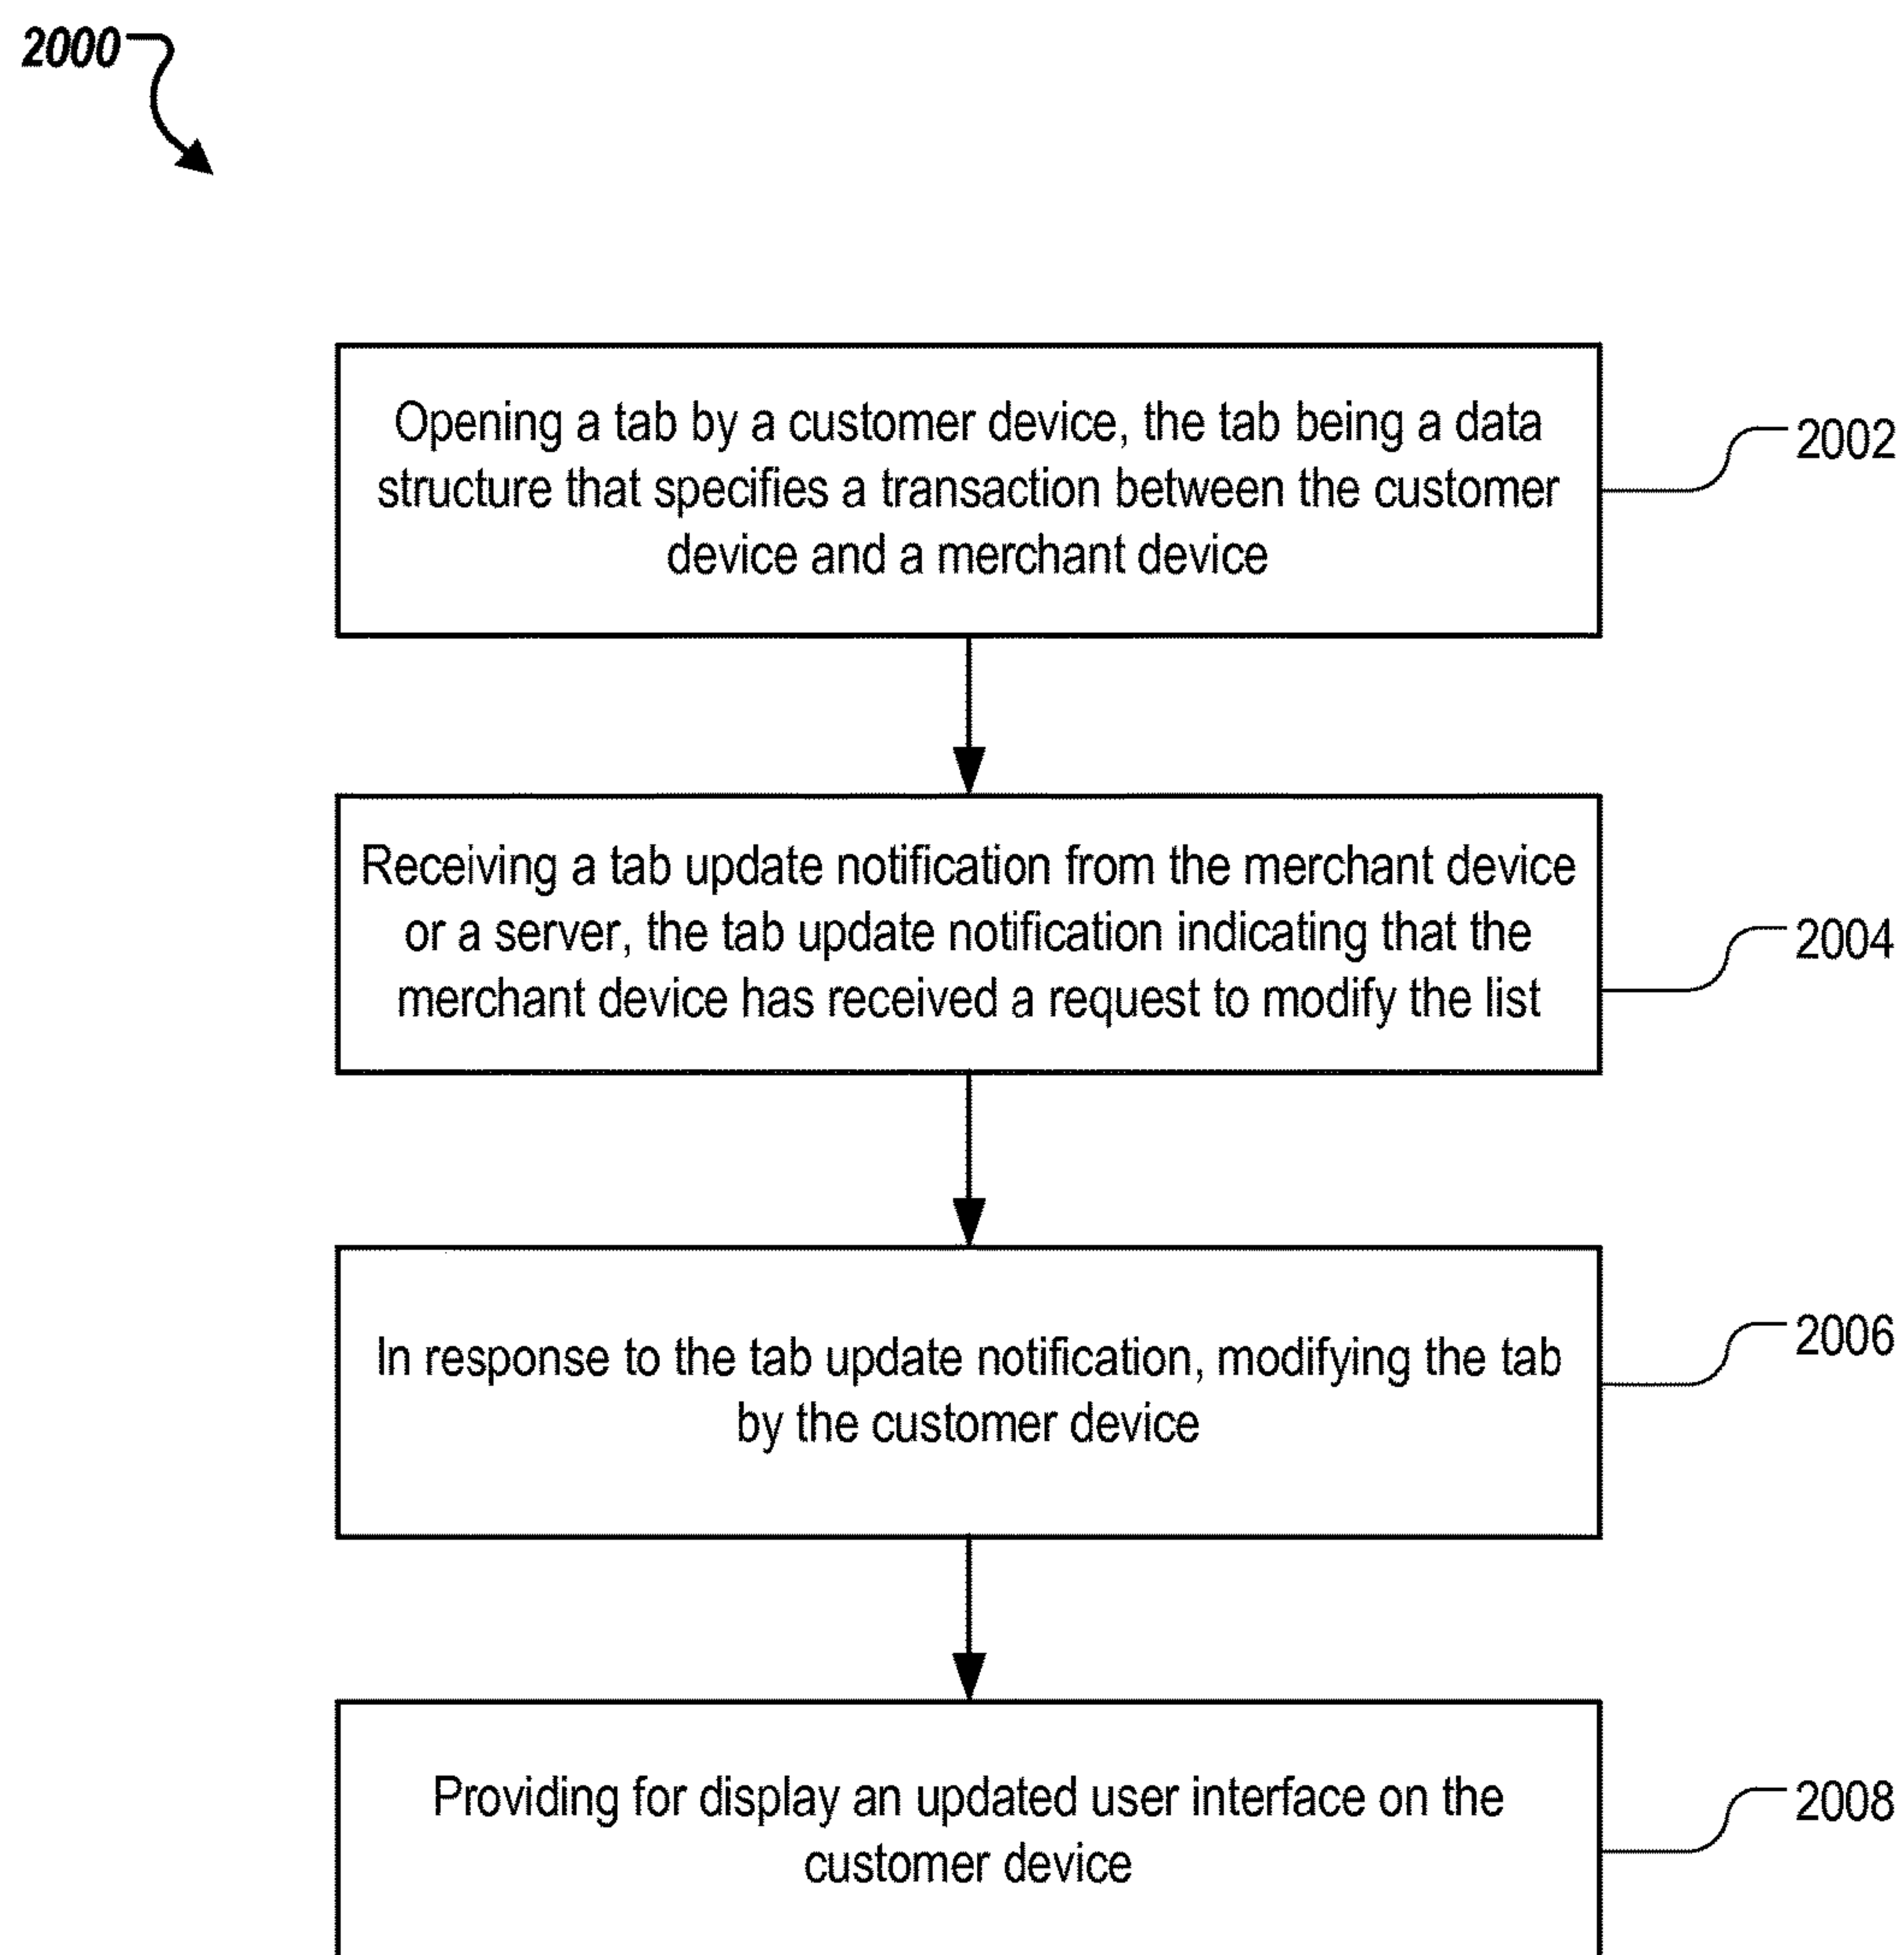 2000
Opening a tab by a customer device, the tab being a data
structure that specifies a transaction between the customer
device and a merchant device
2002
Receiving a tab update notification from the merchant device
or a server, the tab update notification indicating that the
merchant device has received a request to modify the list
2004
In response to the tab update notification, modifying the tab
by the customer device
2006
Providing for display an updated user interface on the
customer device
2008